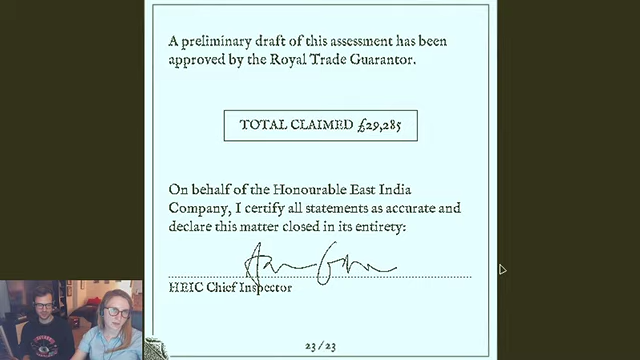 A preliminary draft of this assessment has been
approved by the Royal Trade Guarantor.
TOTAL CLAIMED £29,285
On behalf of the Honourable East India
Company, I certify all statements as accurate and
declare this matter closed in its entirety:
HEIC Chief Inspector
23/23